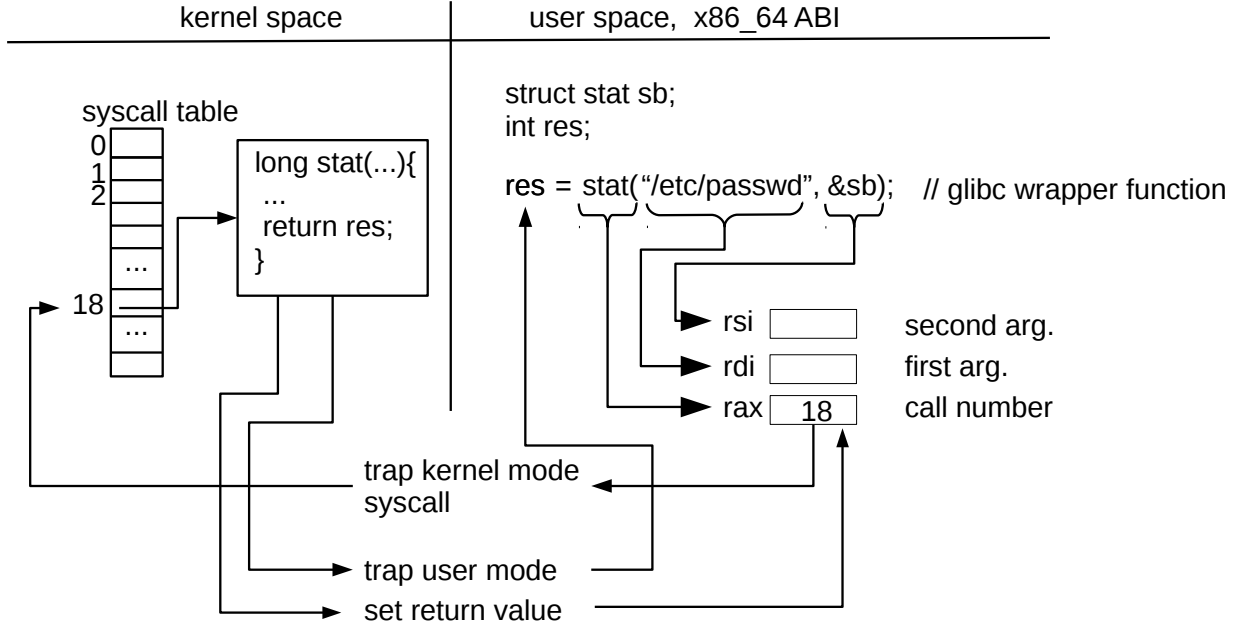 kernel space
user space, x86_64 ABI
syscall table
0
1
2
...
18
...
long stat(...){
...
return res;
}
struct stat sb;
int res;
res = stat(“/etc/passwd”, &sb); // glibc wrapper function
rsi second arg.
rdi first arg.
rax 18 call number
trap kernel mode
syscall
trap user mode
set return value